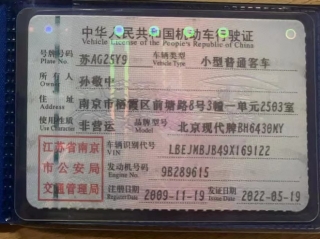 中华人民共和国机动车行驶证
Vehicle License of the People's Republic of China
号牌号码 苏AG25Y9 车辆类型 小型普通客车
Plate No. Vehicle Type
所有人 孙敬中
Owner
住址 南京市栖霞区前塘路8号3幢一单元2503室
Address
使用性质 非营运 品牌型号 北京现代牌BH6430MY
Use Character Model
江苏省南京 车辆识别代号 LBEJMBJB49X169122
VIN
市公安局 发动机号码 9B289615
Engine No.
交通管理局 注册日期 2009-11-19 发证日期 2022-05-19
Register Date Issue Date